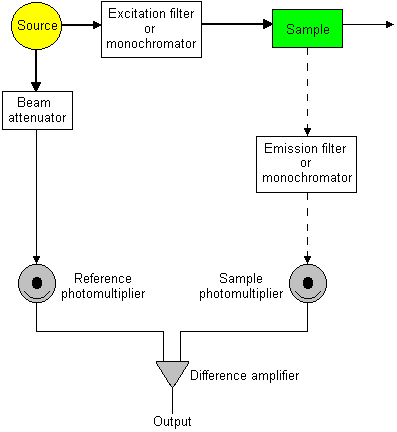 Source
Excitation filter
or
monochromator
Sample
Beam
attenuator
Emission filter
or
monochromator
Reference
photomultiplier
Sample
photomultiplier
Difference amplifier
Output